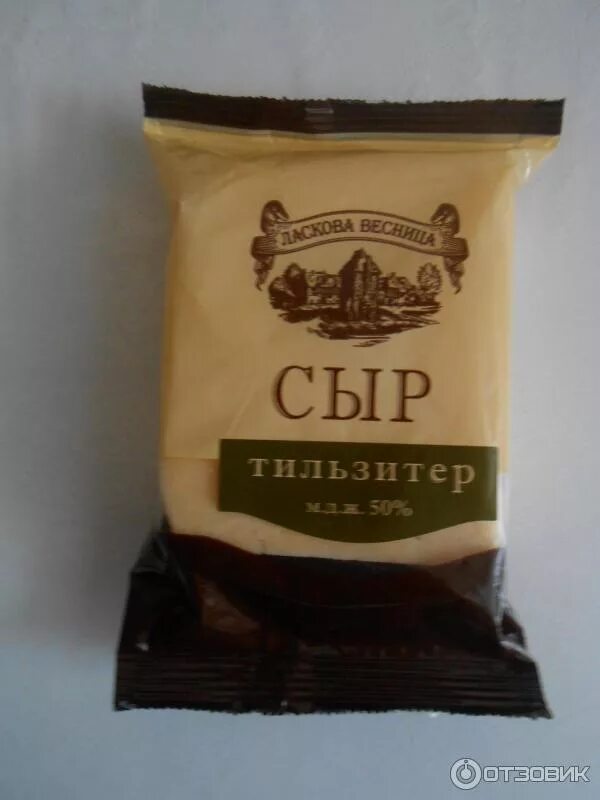 ЛАСКОВА ВЕСНИЦА
СЫР
тильзитер
м.д.ж. 50%
ОТЗОВИК